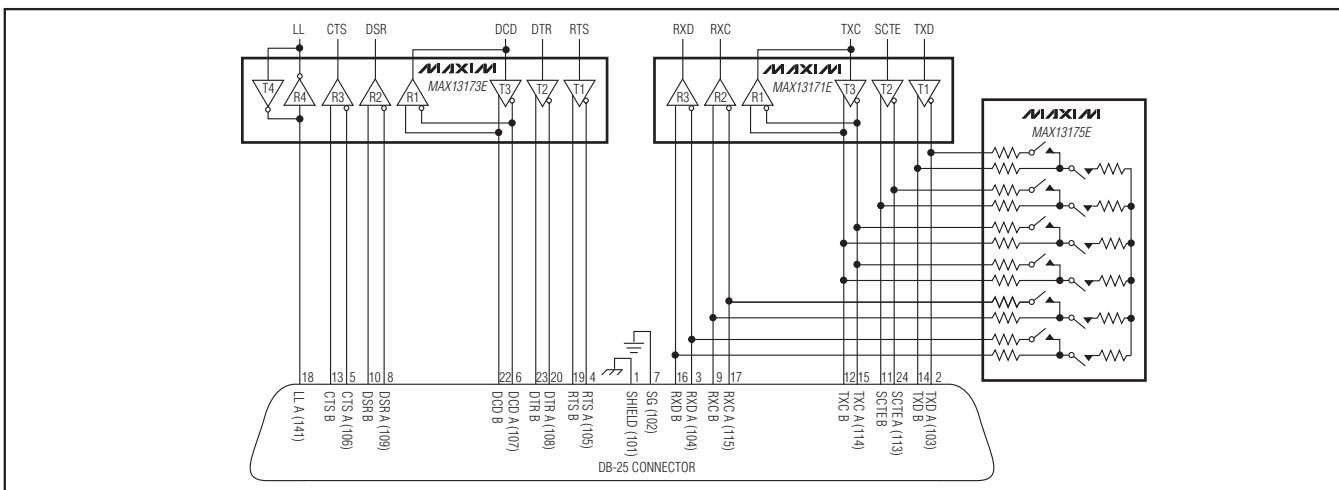 LL CTS DSR DCD DTR RTS RXD RXC TXC SCTE TXD
MAXIM
MAX13173E
T4 R4 R3 R2 R1 T3 T2 T1
MAXIM
MAX13171E
R3 R2 R1 T3 T2 T1
MAXIM
MAX13175E
18 13 5 10 8 22 6 23 20 19 4 1 7 16 3 9 17 12 15 11 24 14 2
LL A (141)
CTS B
CTS A (106)
DSR B
DSR A (109)
DCD B
DCD A (107)
DTR B
DTR A (108)
RTS B
RTS A (105)
SHIELD (101)
SG (102)
RXD B
RXD A (104)
RXC B
RXC A (115)
TXC B
TXC A (114)
SCTE B
SCTE A (113)
TXD B
TXD A (103)
DB-25 CONNECTOR